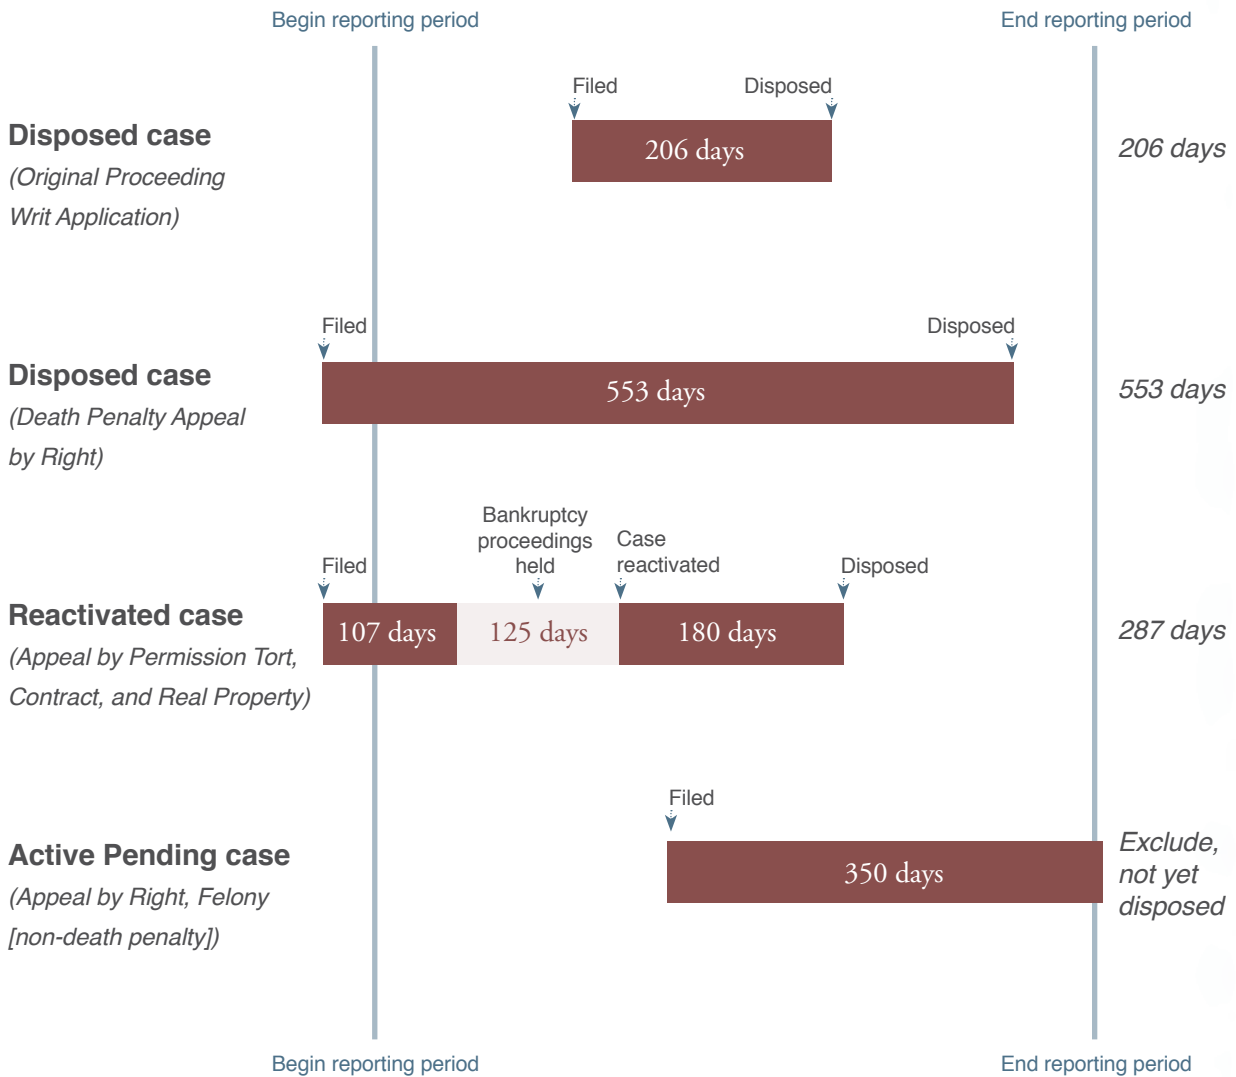 Begin reporting period
End reporting period
Filed
Disposed
Disposed case
(Original Proceeding
Writ Application)
206 days
206 days
Filed
Disposed
Disposed case
(Death Penalty Appeal
by Right)
553 days
553 days
Bankruptcy
proceedings
held
Case
reactivated
Filed
Disposed
Reactivated case
(Appeal by Permission Tort,
Contract, and Real Property)
107 days
125 days
180 days
287 days
Filed
Active Pending case
(Appeal by Right, Felony
[non-death penalty])
350 days
Exclude,
not yet
disposed
Begin reporting period
End reporting period